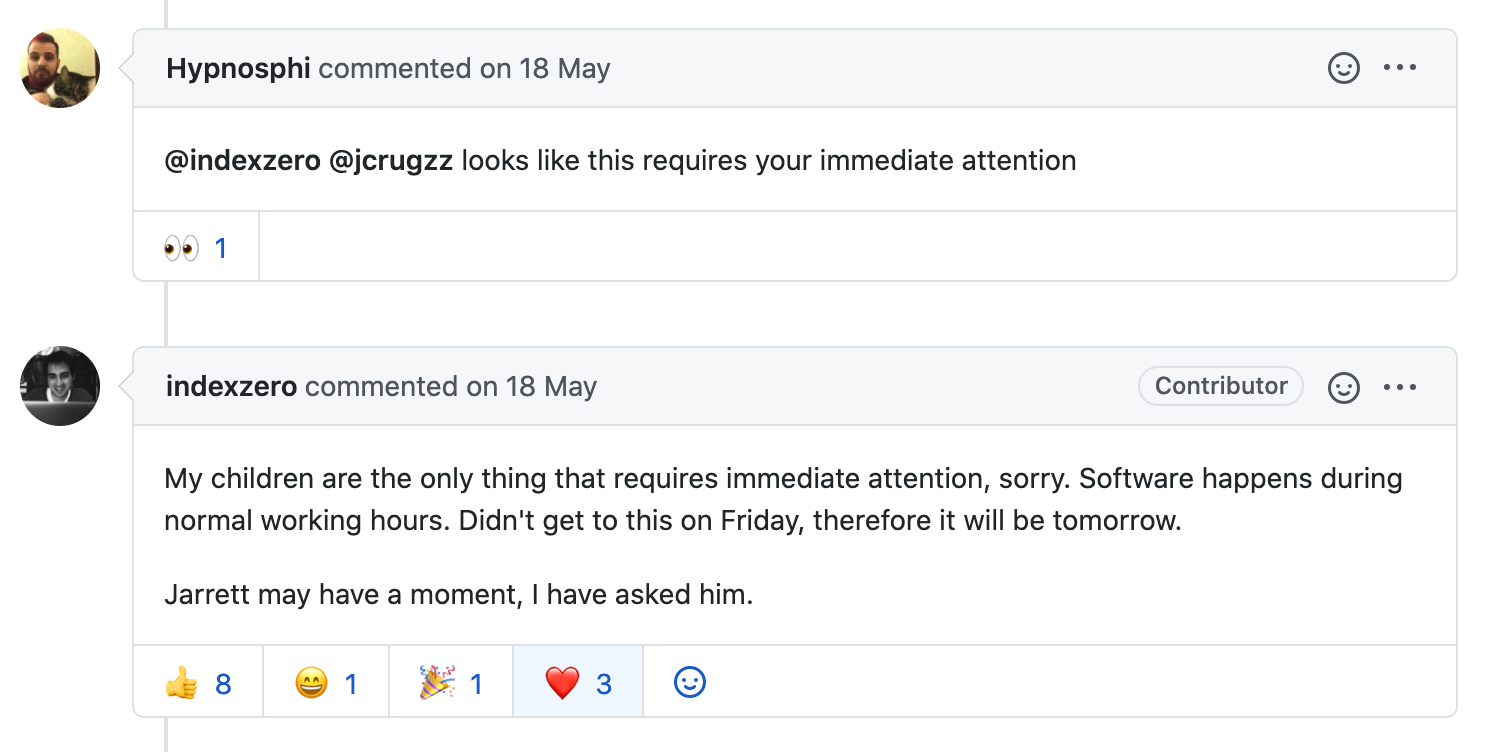 Hypnosphi commented on 18 May
@indexzero @jcrugzz looks like this requires your immediate attention
👀 1
indexzero commented on 18 May Contributor
My children are the only thing that requires immediate attention, sorry. Software happens during
normal working hours. Didn't get to this on Friday, therefore it will be tomorrow.
Jarrett may have a moment, I have asked him.
👍 8 😄 1 🎉 1 ❤️ 3